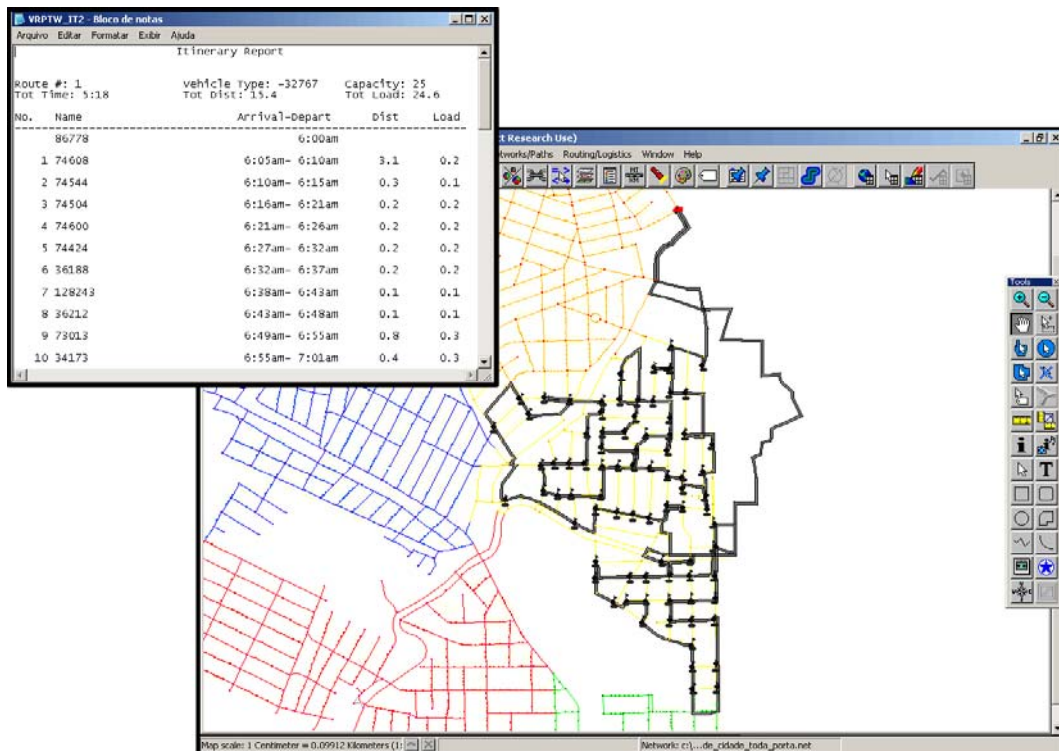 VRPTW_IT2 - Bloco de notas
Arquivo Editar Formatar Exibir Ajuda
Itinerary Report
Route #: 1 Vehicle Type: -32767 Capacity: 25
Tot Time: 5:18 Tot Dist: 15.4 Tot Load: 24.6
No. Name Arrival-Depart Dist Load
86778 6:00am
1 74608 6:05am- 6:10am 3.1 0.2
2 74544 6:10am- 6:15am 0.3 0.1
3 74504 6:16am- 6:21am 0.2 0.2
4 74600 6:21am- 6:26am 0.2 0.2
5 74424 6:27am- 6:32am 0.2 0.2
6 36188 6:32am- 6:37am 0.2 0.2
7 128243 6:38am- 6:43am 0.1 0.1
8 36212 6:43am- 6:48am 0.1 0.1
9 73013 6:49am- 6:55am 0.8 0.3
10 34173 6:55am- 7:01am 0.4 0.3
Research Use)
Routing/Logistics Window Help
Tools
Map scale: 1 Centimeter = 0.09912 Kilometers (1:
Network: c:\...de_cidade_toda_porta.net